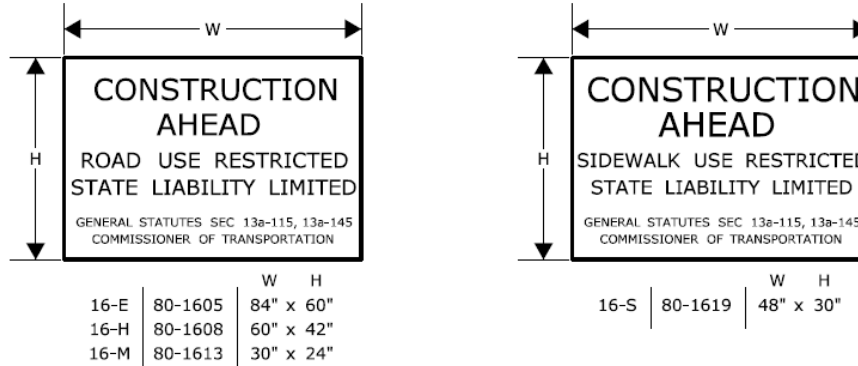 W
H
CONSTRUCTION
AHEAD
ROAD USE RESTRICTED
STATE LIABILITY LIMITED
GENERAL STATUTES SEC 13a-115, 13a-145
COMMISSIONER OF TRANSPORTATION
W H
16-E 80-1605 84" x 60"
16-H 80-1608 60" x 42"
16-M 80-1613 30" x 24"
W
H
CONSTRUCTION
AHEAD
SIDEWALK USE RESTRICTED
STATE LIABILITY LIMITED
GENERAL STATUTES SEC 13a-115, 13a-145
COMMISSIONER OF TRANSPORTATION
W H
16-S 80-1619 48" x 30"